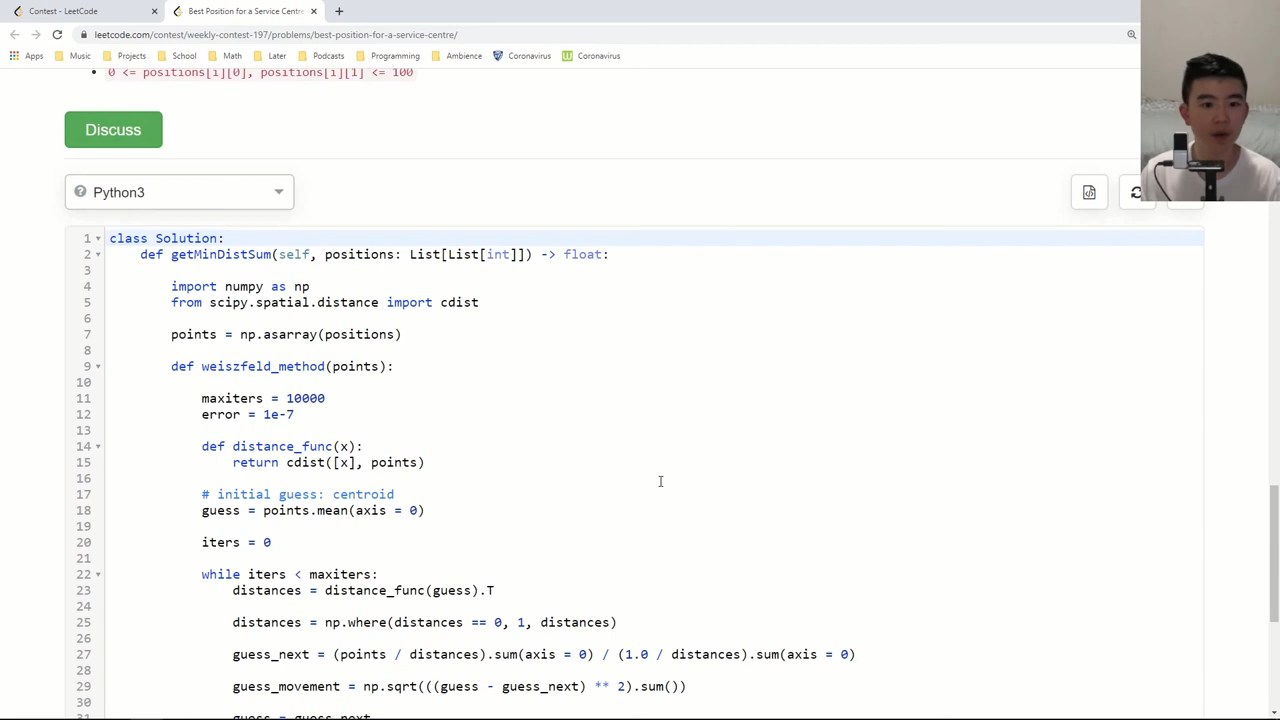 Contest - LeetCode
Best Position for a Service Centre
leetcode.com/contest/weekly-contest-197/problems/best-position-for-a-service-centre/
Apps Music Projects School Math Later Podcasts Programming Ambience Coronavirus Coronavirus
0 <= positions[i][0], positions[i][1] <= 100
Discuss
Python3
1 class Solution:
2 def getMinDistSum(self, positions: List[List[int]]) -> float:
3
4 import numpy as np
5 from scipy.spatial.distance import cdist
6
7 points = np.asarray(positions)
8
9 def weiszfeld_method(points):
10
11 maxiters = 10000
12 error = 1e-7
13
14 def distance_func(x):
15 return cdist([x], points)
16
17 # initial guess: centroid
18 guess = points.mean(axis = 0)
19
20 iters = 0
21
22 while iters < maxiters:
23 distances = distance_func(guess).T
24
25 distances = np.where(distances == 0, 1, distances)
26
27 guess_next = (points / distances).sum(axis = 0) / (1.0 / distances).sum(axis = 0)
28
29 guess_movement = np.sqrt(((guess - guess_next) ** 2).sum())
30
31 guess = guess_next